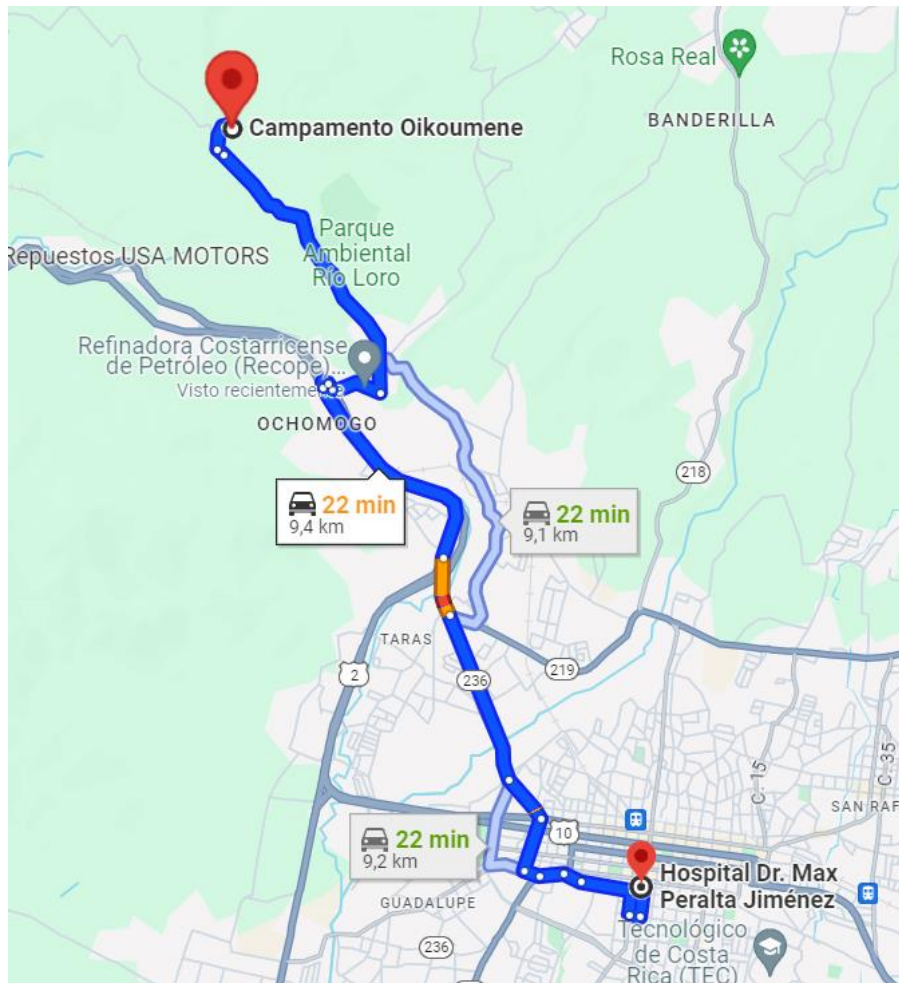 Rosa Real
BANDERILLA
Campamento Oikoumene
Parque
Ambiental
Río Loro
Repuestos USA MOTORS
Refinadora Costarricense
de Petróleo (Recope)...
Visto recientemente
OCHOMOGO
218
22 min
9,4 km
22 min
9,1 km
TARAS
2
219
236
C. 15
C. 35
SAN RAF
22 min
9,2 km
10
Hospital Dr. Max
Peralta Jiménez
GUADALUPE
236
Tecnológico
de Costa
Rica (TEC)